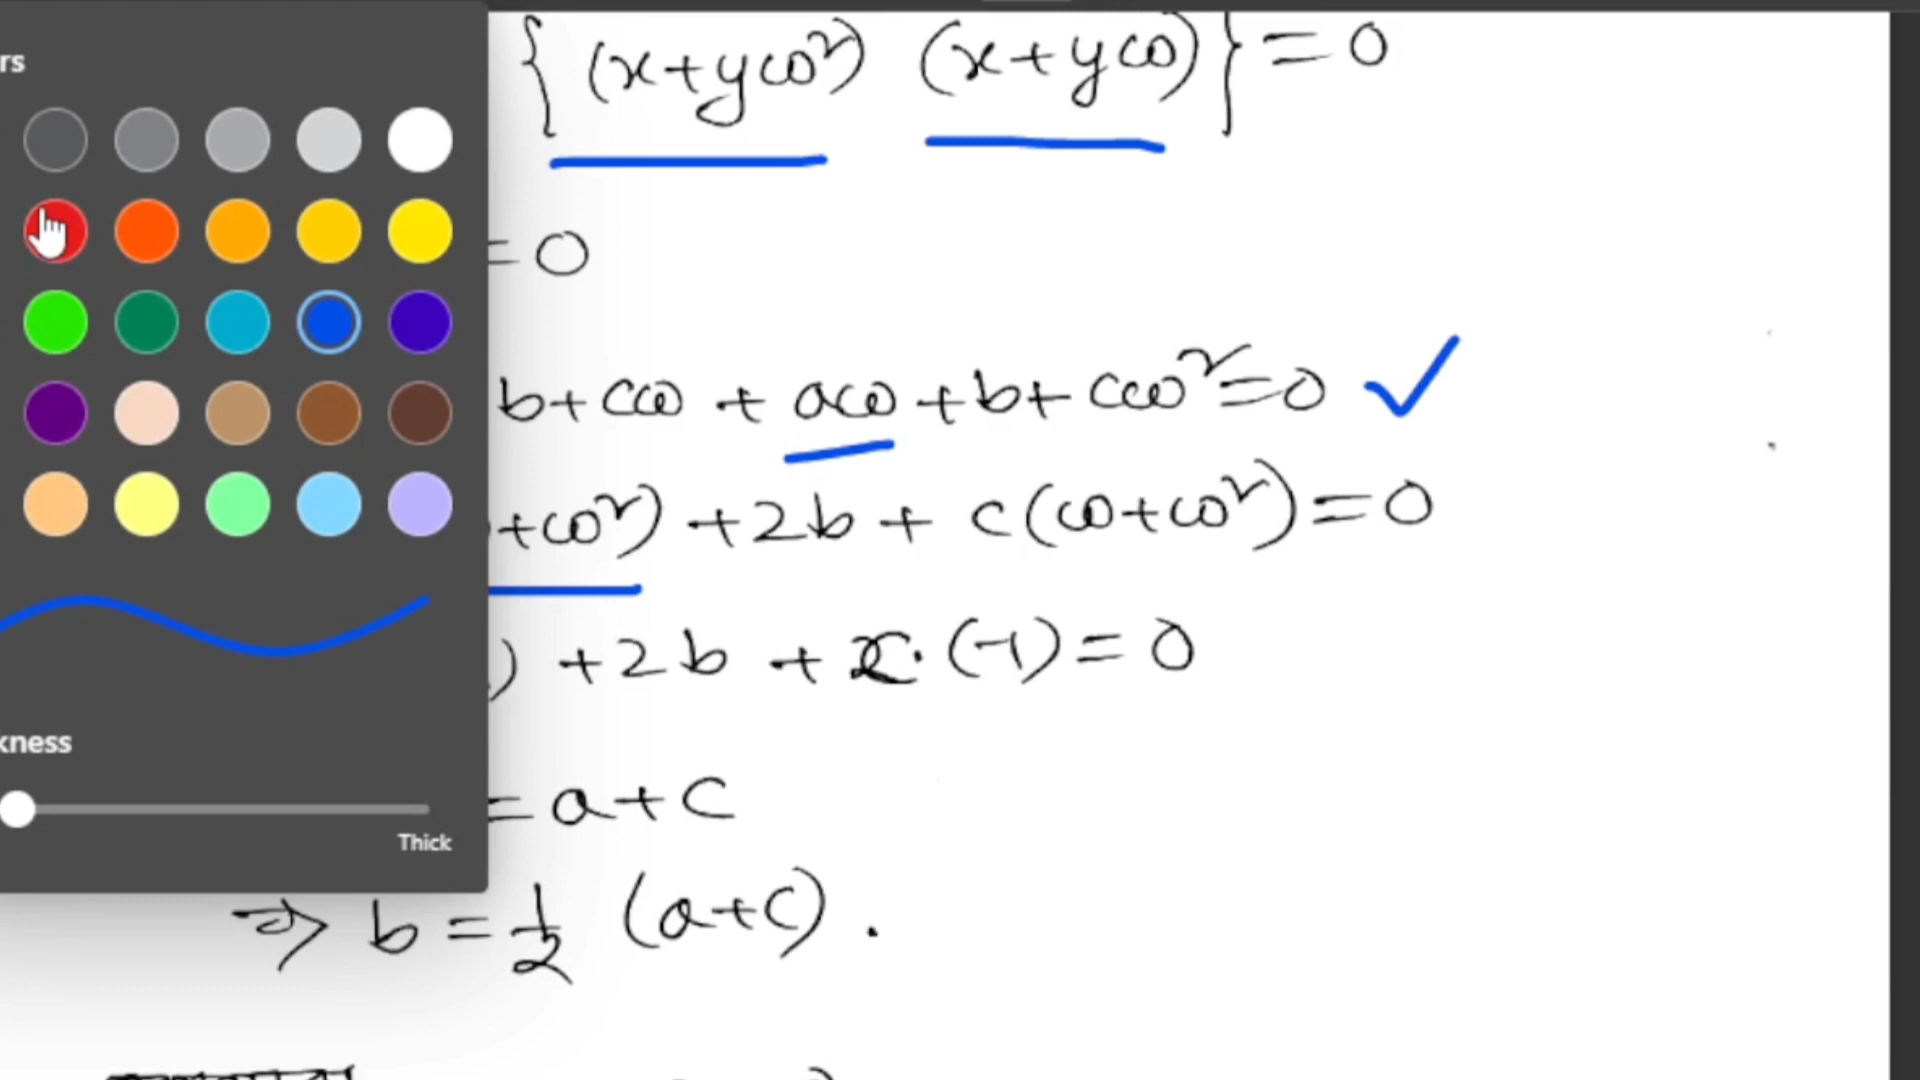 rs
{(x+yω²) (x+yω)}=0
=0
b+cω + aω +b+ cω²=0 ✓
+ω²) +2b + c(ω+ω²)=0
) +2b + c.(-1)=0
kness
=a+c
Thick
⇒ b=½ (a+c).